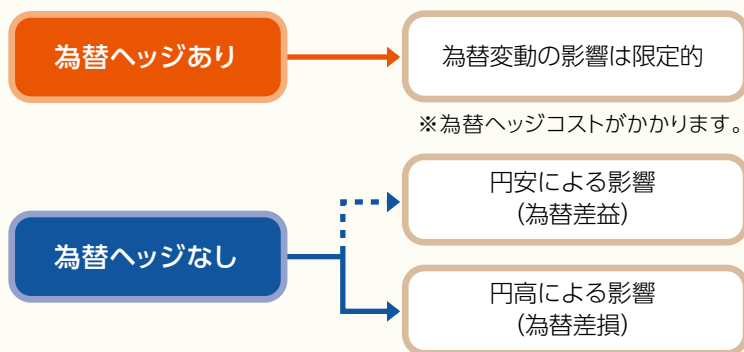 為替ヘッジあり
為替変動の影響は限定的
※為替ヘッジコストがかかります。
為替ヘッジなし
円安による影響
(為替差益)
円高による影響
(為替差損)